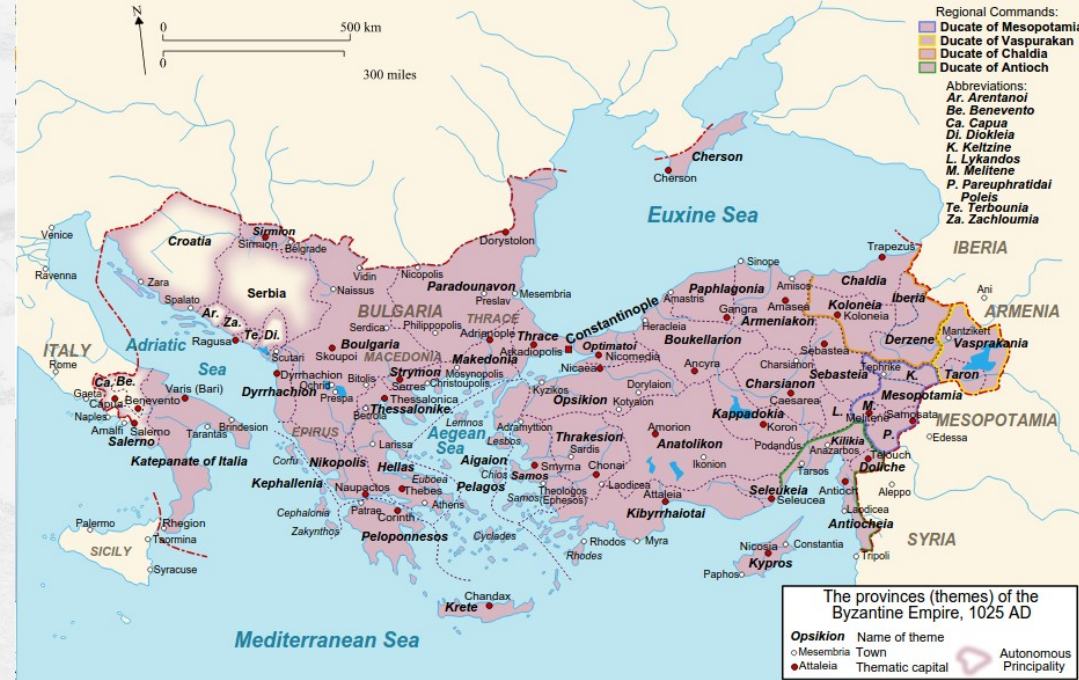 N
0
500 km
0
300 miles
Regional Commands:
Ducate of Mesopotamia
Ducate of Vaspurakan
Ducate of Chaldia
Ducate of Antioch
Abbreviations:
Ar. Arentanoi
Be. Benevento
Ca. Capua
Di. Diokleia
K. Keltzine
L. Lykandos
M. Melitene
P. Pareuphratidai
Poleis
Te. Terbounia
Za. Zachloumia
Cherson
Cherson
Euxine Sea
Venice
Ravenna
Croatia
Sirmion
Sirmion
Belgrade
Zara
Spalato
Serbia
Ar.
Za.
Te.
Di.
Ragusa
Scutari
Vidin
Naissus
Nicopolis
Dorystolon
Paradounavon
Preslav
Mesembria
BULGARIA
THRACE
Serdica
Philippopolis
Adrianople
Thrace
Constantinople
Arkadiopolis
Boulgaria
Skoupoi
MACEDONIA
Makedonia
Strymon
Mosynopolis
Serres
Christoupolis
Dyrrhachion
Dyrrhachion
Ochrid
Bitolis
Prespa
Thessalonica
Thessalonike
Berroia
ITALY
Rome
Adriatic
Sea
Ca.
Be.
Gaeta
Capua
Benevento
Naples
Amalfi
Salerno
Salerno
Varis (Bari)
Brindesion
Tarantas
Katepanate of Italia
EPIRUS
Corfu
Nikopolis
Larissa
Hellas
Kephallenia
Cephalonia
Zakynthos
Naupactos
Thebes
Euboea
Athens
Patrae
Corinth
Peloponnesos
Palermo
SICILY
Rhegion
Taormina
Syracuse
Lemnos
Aegean
Sea
Aigaion
Pelagos
Lesbos
Chios
Samos
Samos
Cyclades
Chandax
Krete
Mediterranean Sea
Optimatoi
Nicomedia
Nicaea
Kyzikos
Opsikion
Adramyttion
Dorylaion
Kotyaion
Thrakesion
Sardis
Smyrna
Chonai
Theologos
(Ephesos)
Laodicea
Amorion
Anatolikon
Ikonion
Attaleia
Kibyrrhaiotai
Rhodos
Rhodes
Myra
Sinope
Amastris
Paphlagonia
Gangra
Heracleia
Boukellarion
Ancyra
Amisos
Amasea
Armeniakon
Charsianon
Charsianon
Caesarea
Kappadokia
Koron
Podandus
Trapezus
Chaldia
Koloneia
Koloneia
Iberia
Derzene
Sebastea
Sebasteia
Tephrike
K.
L.
M.
Melitene
P.
IBERIA
Ani
ARMENIA
Mantzikert
Vasprakania
Taron
Mesopotamia
Samosata
MESOPOTAMIA
Edessa
Kilikia
Anazarbos
Tarsos
Telouch
Doliche
Seleukeia
Seleucea
Antioch
Aleppo
Laodicea
Antiocheia
SYRIA
Tripoli
Nicosia
Constantia
Kypros
Paphos
The provinces (themes) of the
Byzantine Empire, 1025 AD
Opsikion Name of theme
Mesembria Town
Attaleia Thematic capital
Autonomous
Principality